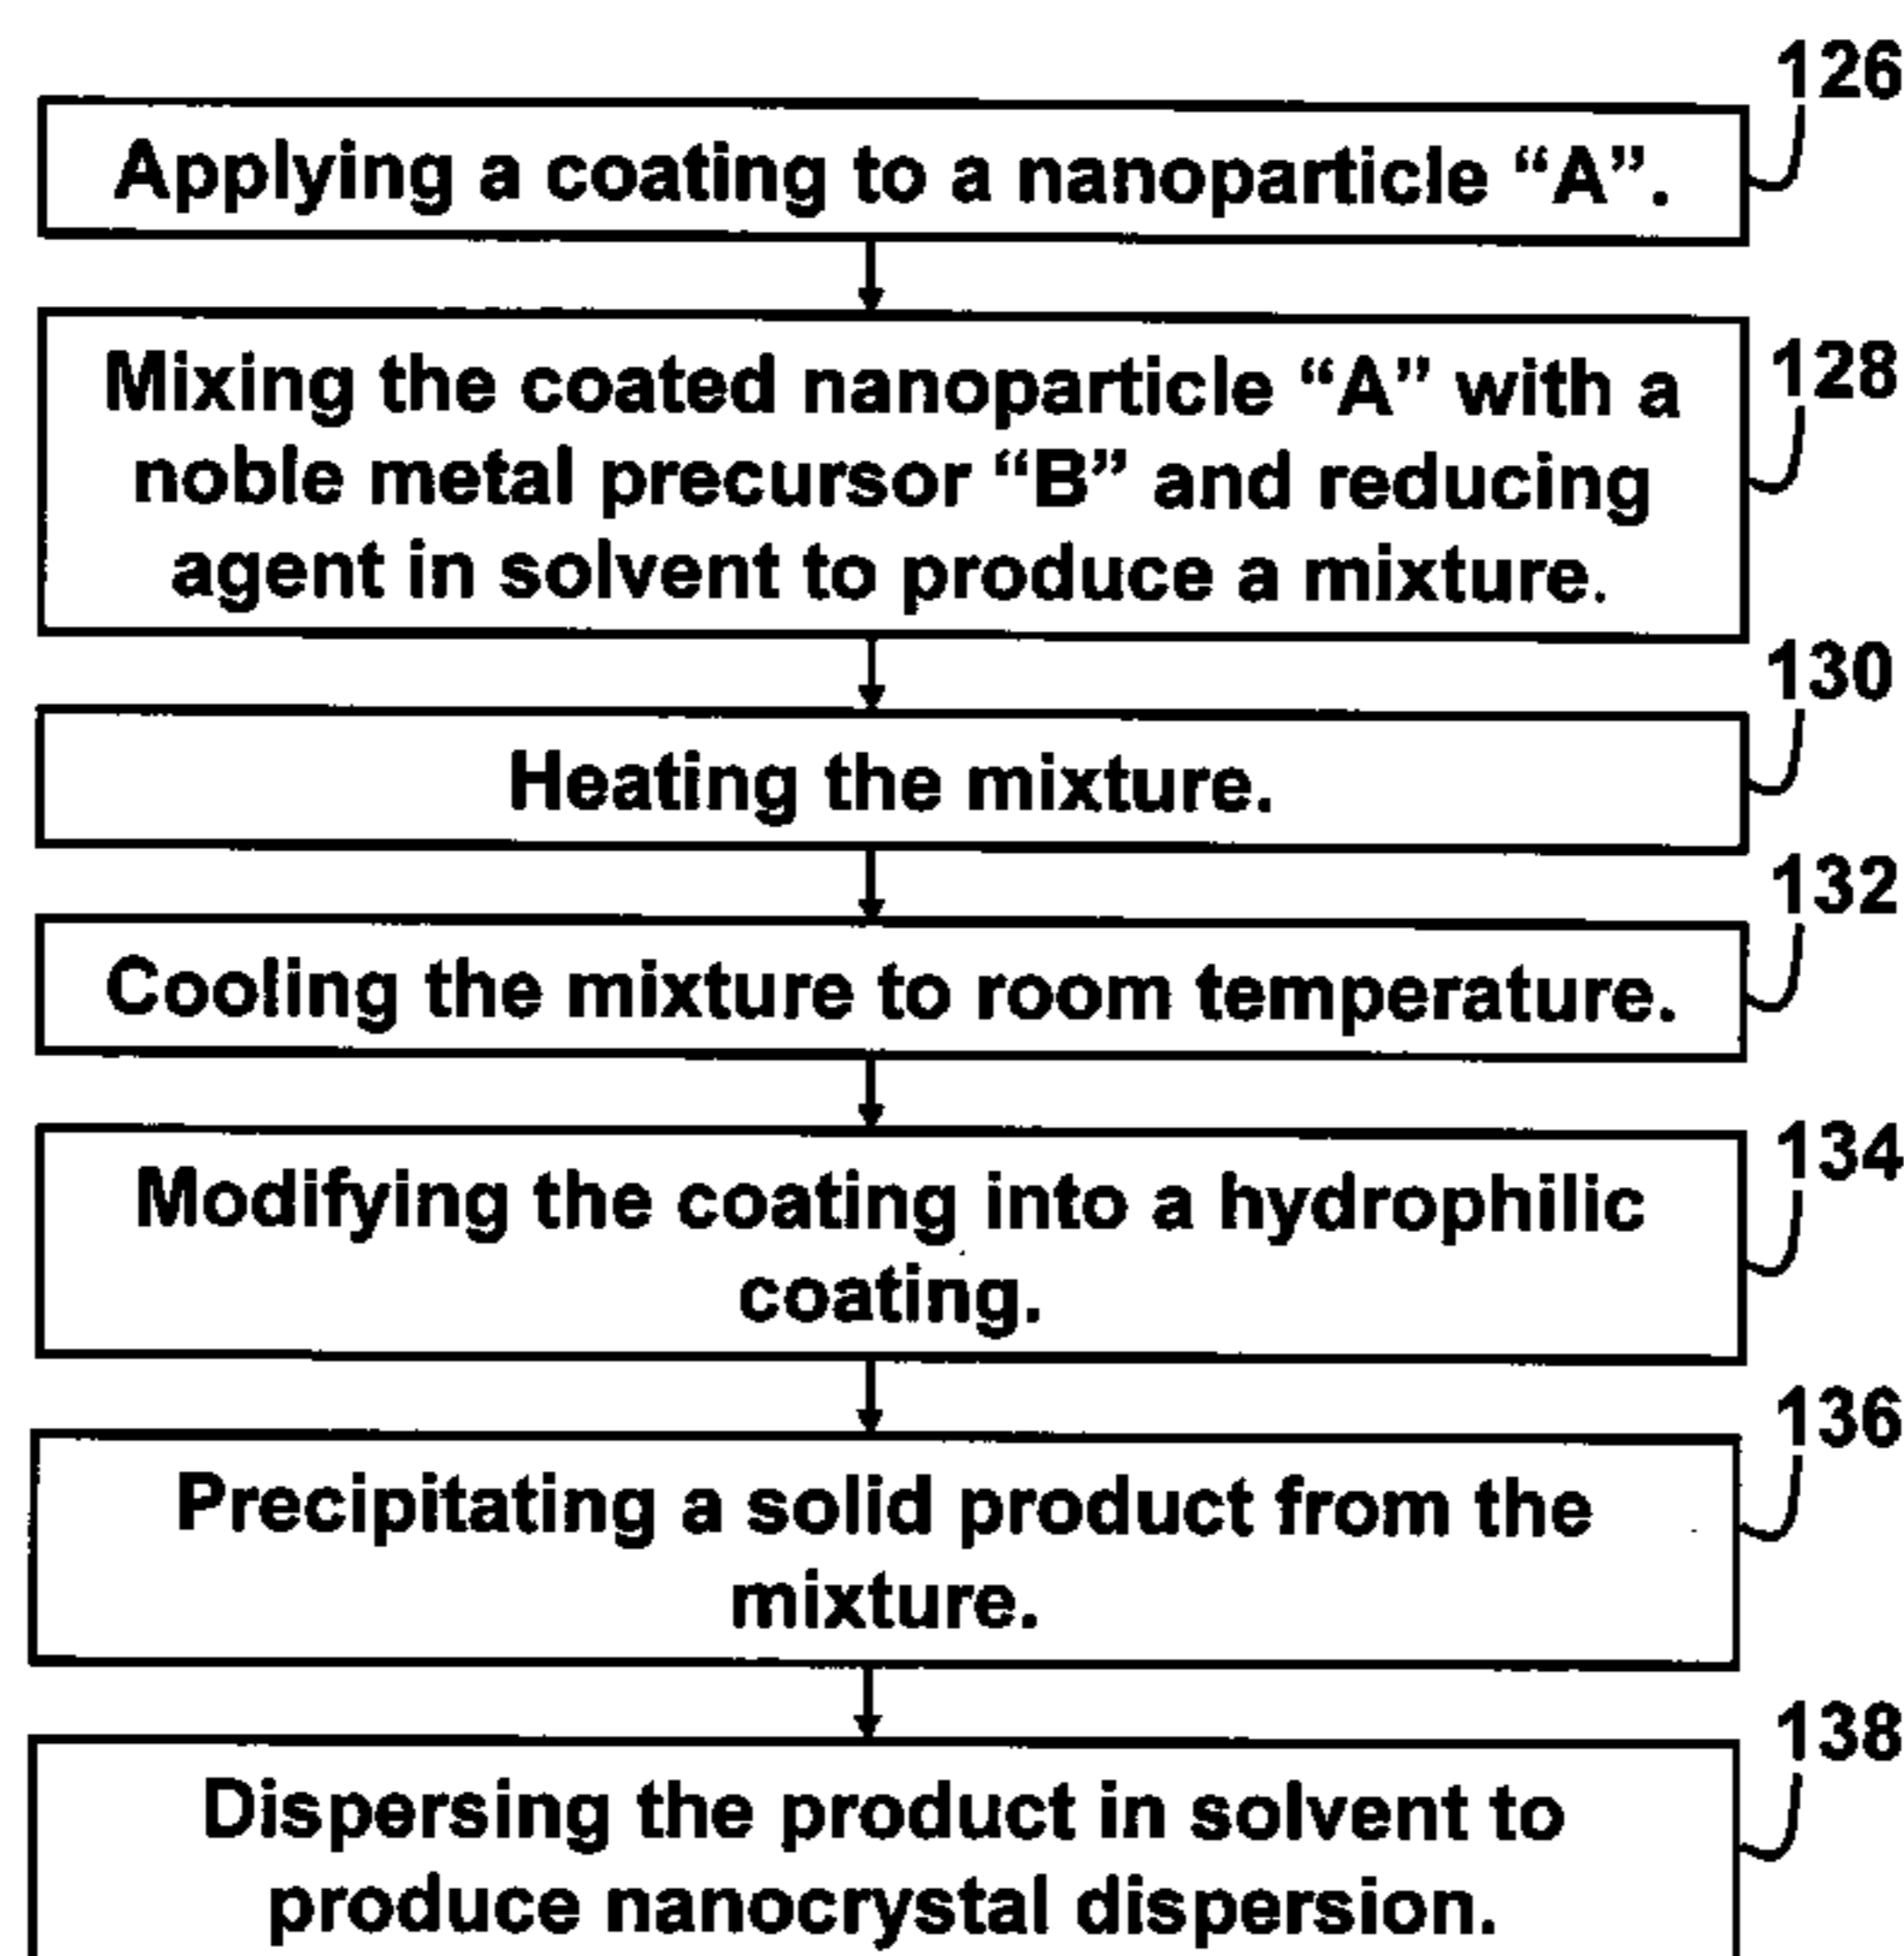 126
Applying a coating to a nanoparticle “A”.
128
Mixing the coated nanoparticle “A” with a
noble metal precursor “B” and reducing
agent in solvent to produce a mixture.
130
Heating the mixture.
132
Cooling the mixture to room temperature.
134
Modifying the coating into a hydrophilic
coating.
136
Precipitating a solid product from the
mixture.
138
Dispersing the product in solvent to
produce nanocrystal dispersion.